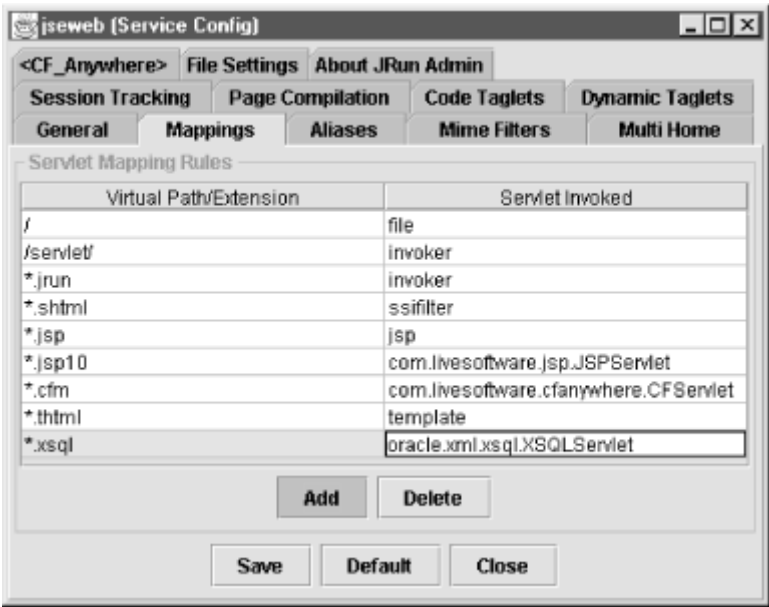 jseweb (Service Config)
<CF_Anywhere> File Settings About JRun Admin
Session Tracking Page Compilation Code Taglets Dynamic Taglets
General Mappings Aliases Mime Filters Multi Home
Servlet Mapping Rules
Virtual Path/Extension Servlet Invoked
/ file
/servlet/ invoker
*.jrun invoker
*.shtml ssifilter
*.jsp jsp
*.jsp10 com.livesoftware.jsp.JSPServlet
*.cfm com.livesoftware.cfanywhere.CFServlet
*.thtml template
*.xsql oracle.xml.xsql.XSQLServlet
Add Delete
Save Default Close